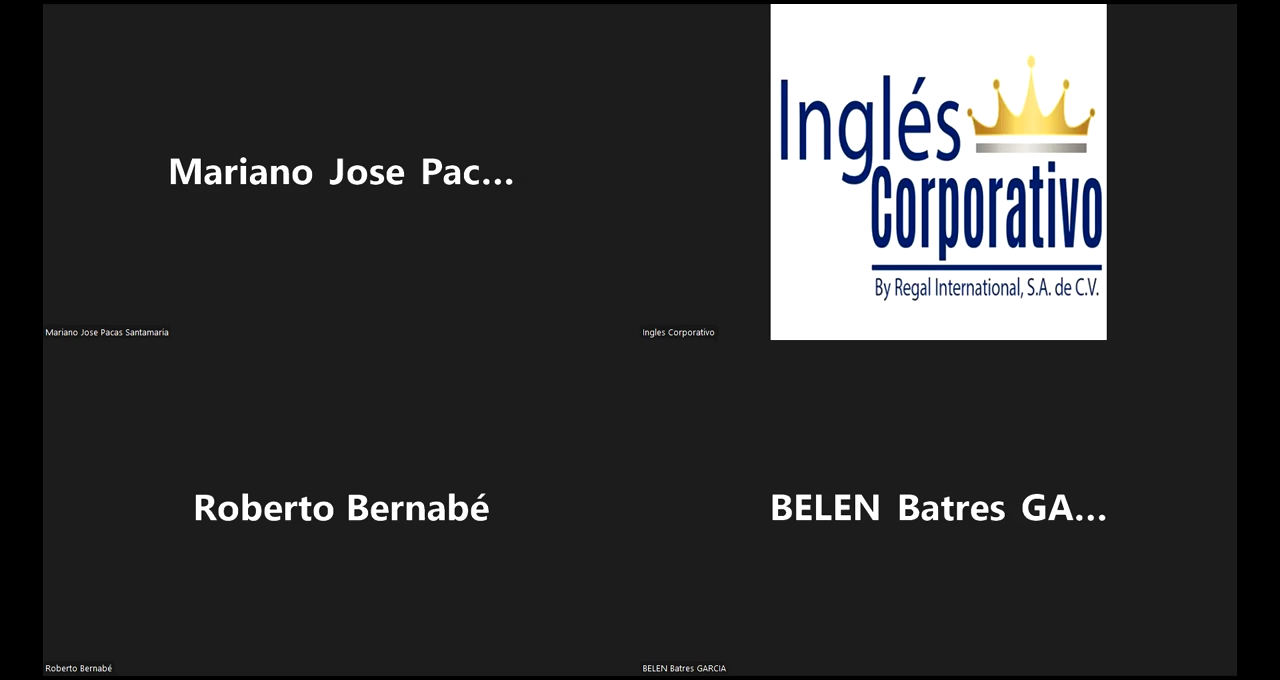 Mariano Jose Pac...
Mariano Jose Pacas Santamaria
Inglés
Corporativo
By Regal International, S.A. de C.V.
Ingles Corporativo
Roberto Bernabé
Roberto Bernabé
BELEN Batres GA...
BELEN Batres GARCIA